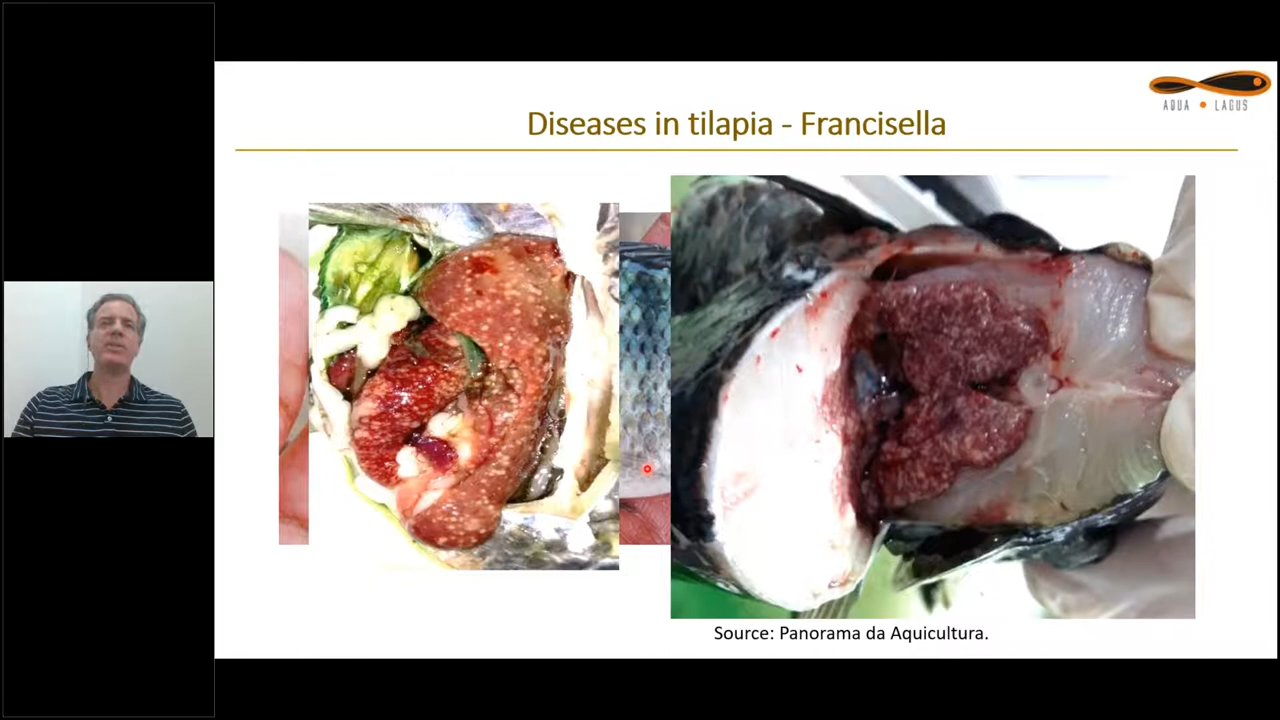 AQUA LAGUS
Diseases in tilapia - Francisella
Source: Panorama da Aquicultura.